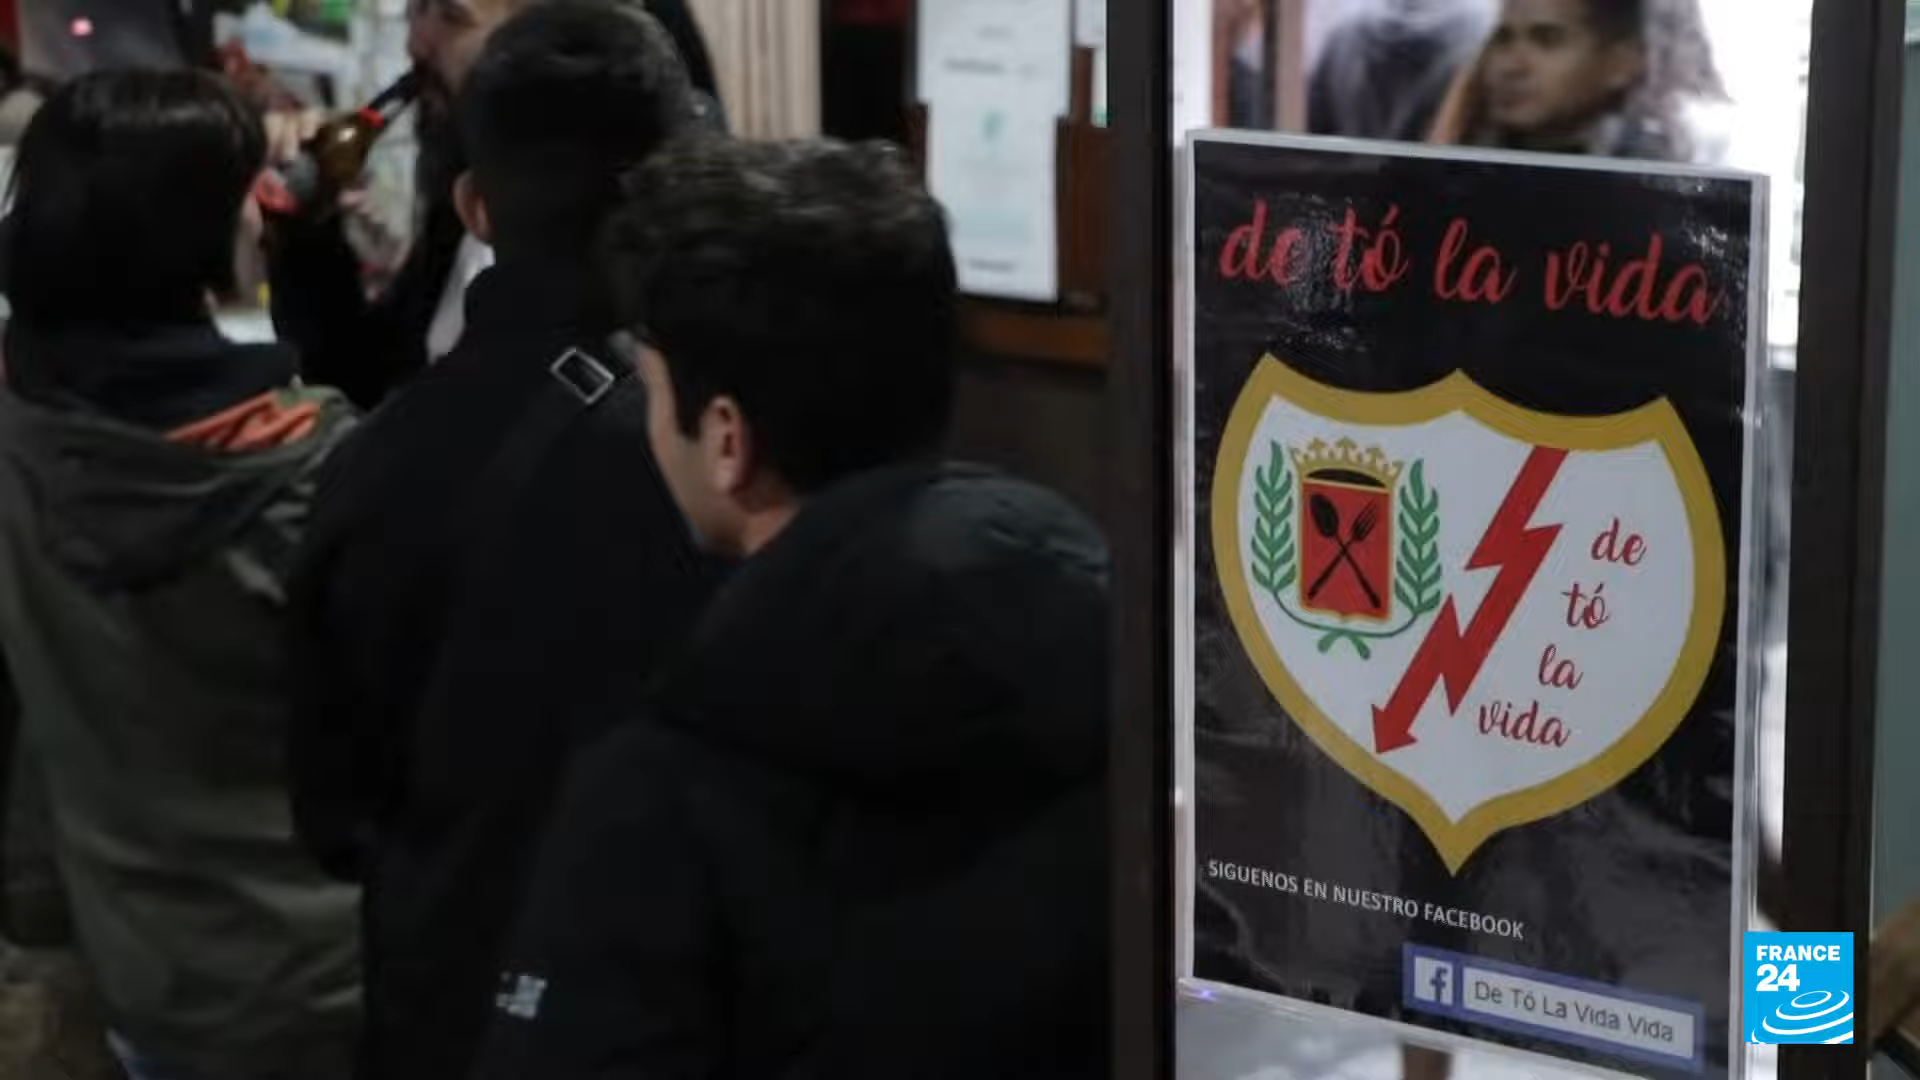 de tó la vida
de
tó
la
vida
SIGUENOS EN NUESTRO FACEBOOK
f De Tó La Vida Vida
FRANCE
24